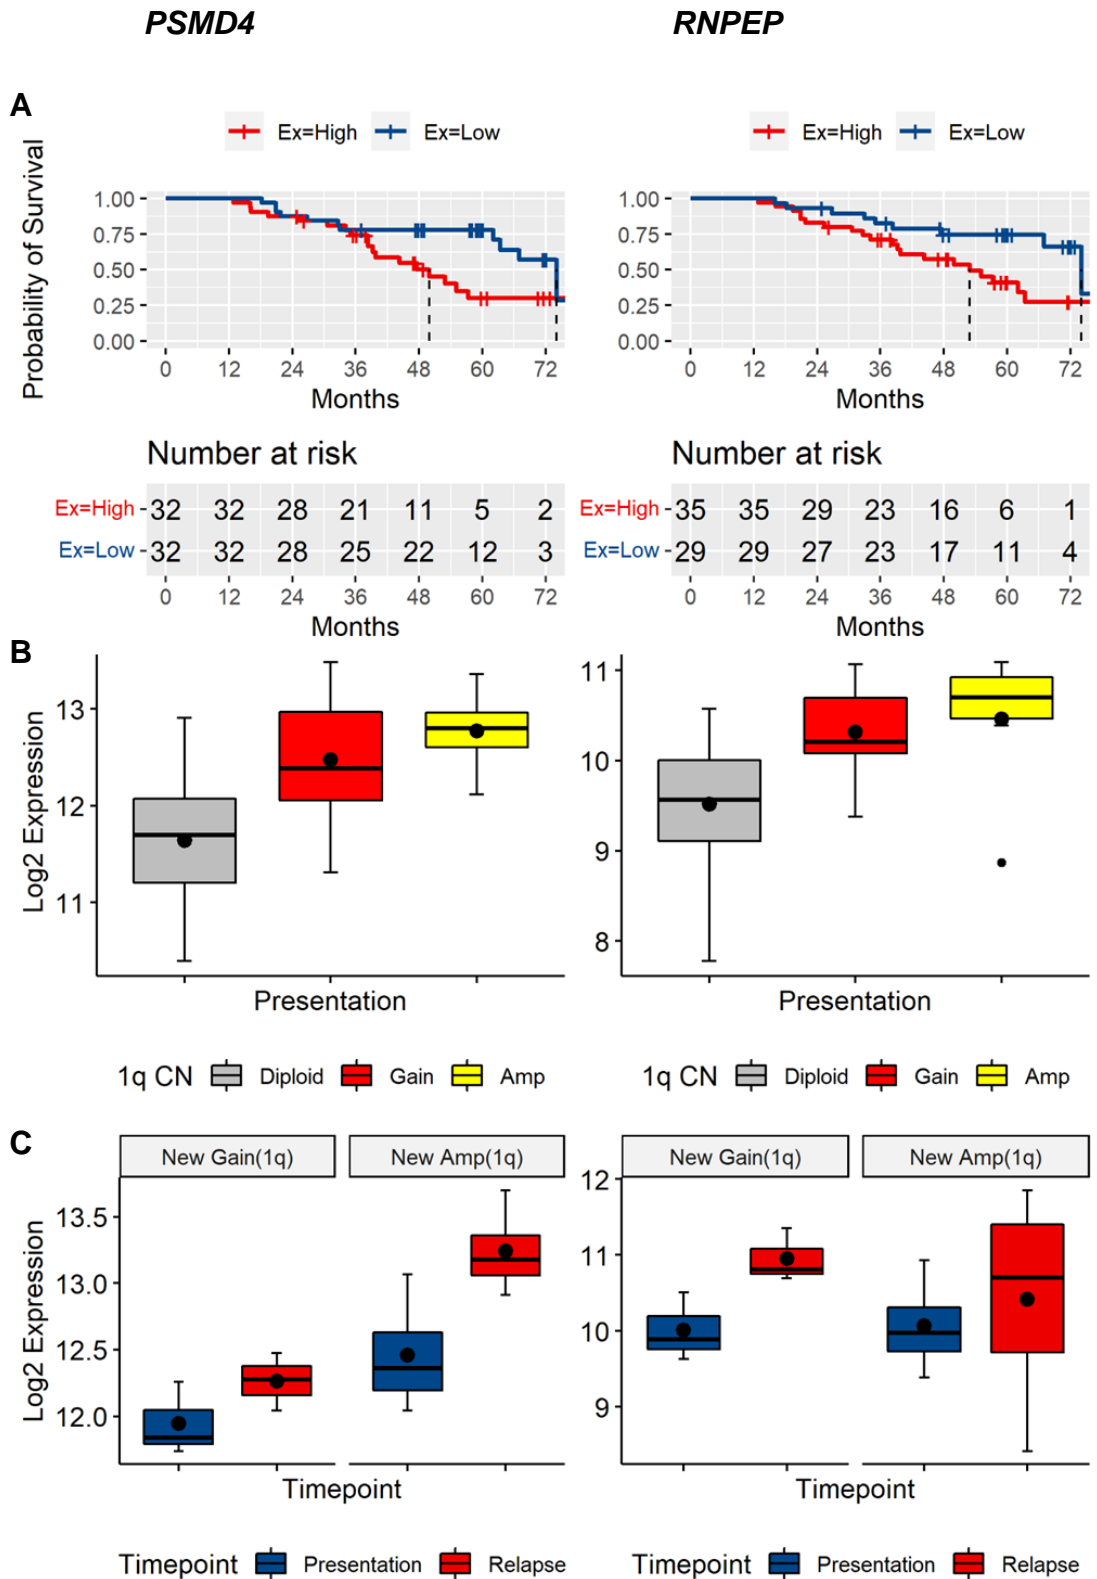 PSMD4 RNPEP
A
Ex=High Ex=Low Ex=High Ex=Low
Probability of Survival
1.00 1.00
0.75 0.75
0.50 0.50
0.25 0.25
0.00 0.00
0 12 24 36 48 60 72 0 12 24 36 48 60 72
Months Months
Number at risk Number at risk
Ex=High 32 32 28 21 11 5 2 Ex=High 35 35 29 23 16 6 1
Ex=Low 32 32 28 25 22 12 3 Ex=Low 29 29 27 23 17 11 4
0 12 24 36 48 60 72 0 12 24 36 48 60 72
Months Months
B
Log2 Expression
13
12
11
11
10
9
8
Presentation Presentation
1q CN Diploid Gain Amp 1q CN Diploid Gain Amp
C
New Gain(1q) New Amp(1q) New Gain(1q) New Amp(1q)
Log2 Expression
13.5
13.0
12.5
12.0
12
11
10
9
Timepoint Timepoint
Timepoint Presentation Relapse Timepoint Presentation Relapse